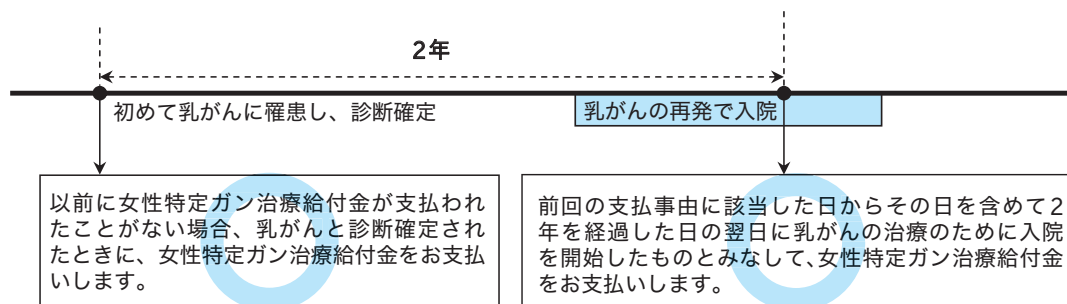 2年
初めて乳がんに罹患し、診断確定
乳がんの再発で入院
以前に女性特定ガン治療給付金が支払われ
たことがない場合、乳がんと診断確定され
たときに、女性特定ガン治療給付金をお支払
いします。
前回の支払事由に該当した日からその日を含めて2
年を経過した日の翌日に乳がんの治療のために入院
を開始したものとみなして、女性特定ガン治療給付金
をお支払いします。